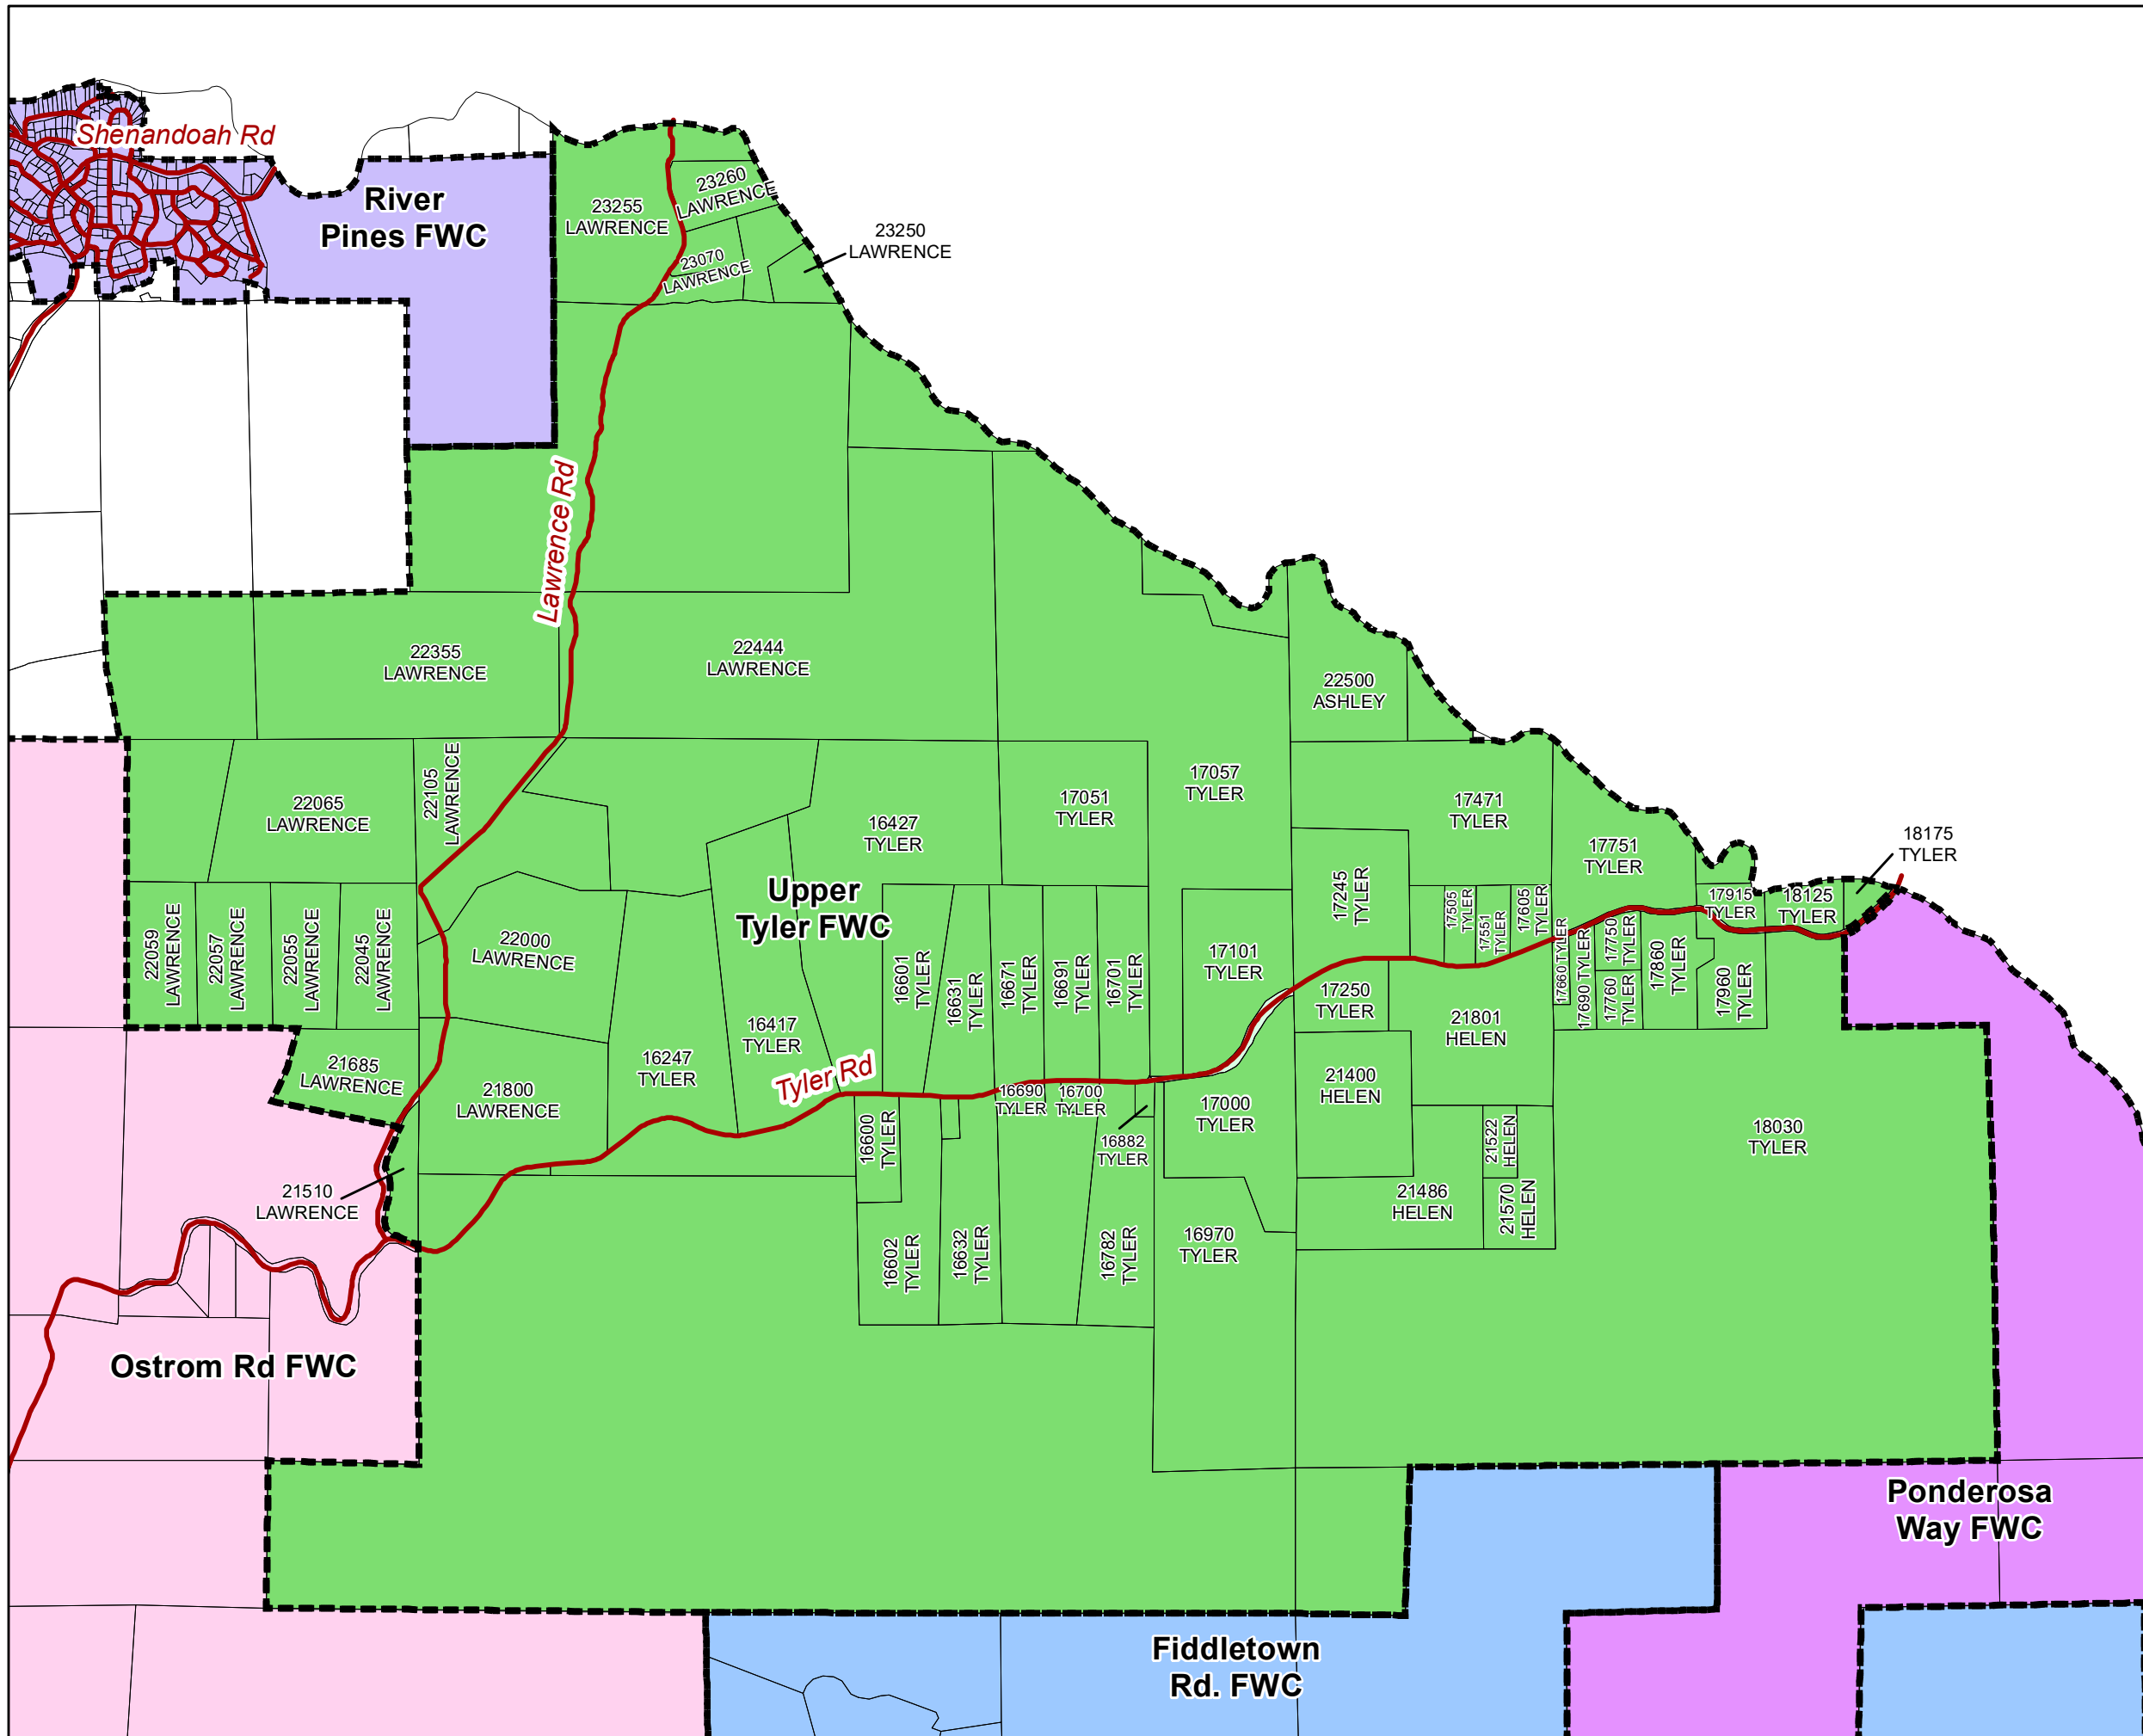 Shenandoah Rd
River
Pines FWC
23255
LAWRENCE
23260
LAWRENCE
23250
LAWRENCE
23070
LAWRENCE
Lawrence Rd
22355
LAWRENCE
22444
LAWRENCE
22500
ASHLEY
22065
LAWRENCE
22105
LAWRENCE
16427
TYLER
17051
TYLER
17057
TYLER
17471
TYLER
17751
TYLER
18175
TYLER
Upper
Tyler FWC
22059
LAWRENCE
22057
LAWRENCE
22055
LAWRENCE
22045
LAWRENCE
22000
LAWRENCE
16601
TYLER
16631
TYLER
16671
TYLER
16691
TYLER
16701
TYLER
17101
TYLER
17245
TYLER
17505
TYLER
17551
TYLER
17605
TYLER
17660 TYLER
17690 TYLER
17750
TYLER
17760
TYLER
17860
TYLER
17915
TYLER
17960
TYLER
18125
TYLER
17250
TYLER
21801
HELEN
16417
TYLER
16247
TYLER
Tyler Rd
21685
LAWRENCE
21800
LAWRENCE
16690
TYLER
16700
TYLER
16882
TYLER
17000
TYLER
21400
HELEN
21522
HELEN
18030
TYLER
16600
TYLER
21510
LAWRENCE
21486
HELEN
21570
HELEN
16602
TYLER
16632
TYLER
16782
TYLER
16970
TYLER
Ostrom Rd FWC
Ponderosa
Way FWC
Fiddletown
Rd. FWC